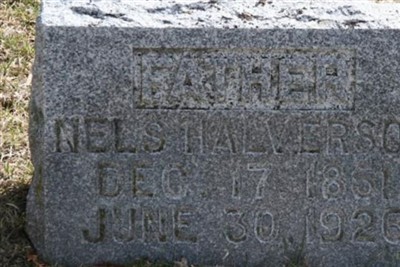 FATHER
NELS HALVERSO
DEC. 17 1851
JUNE 30, 1926